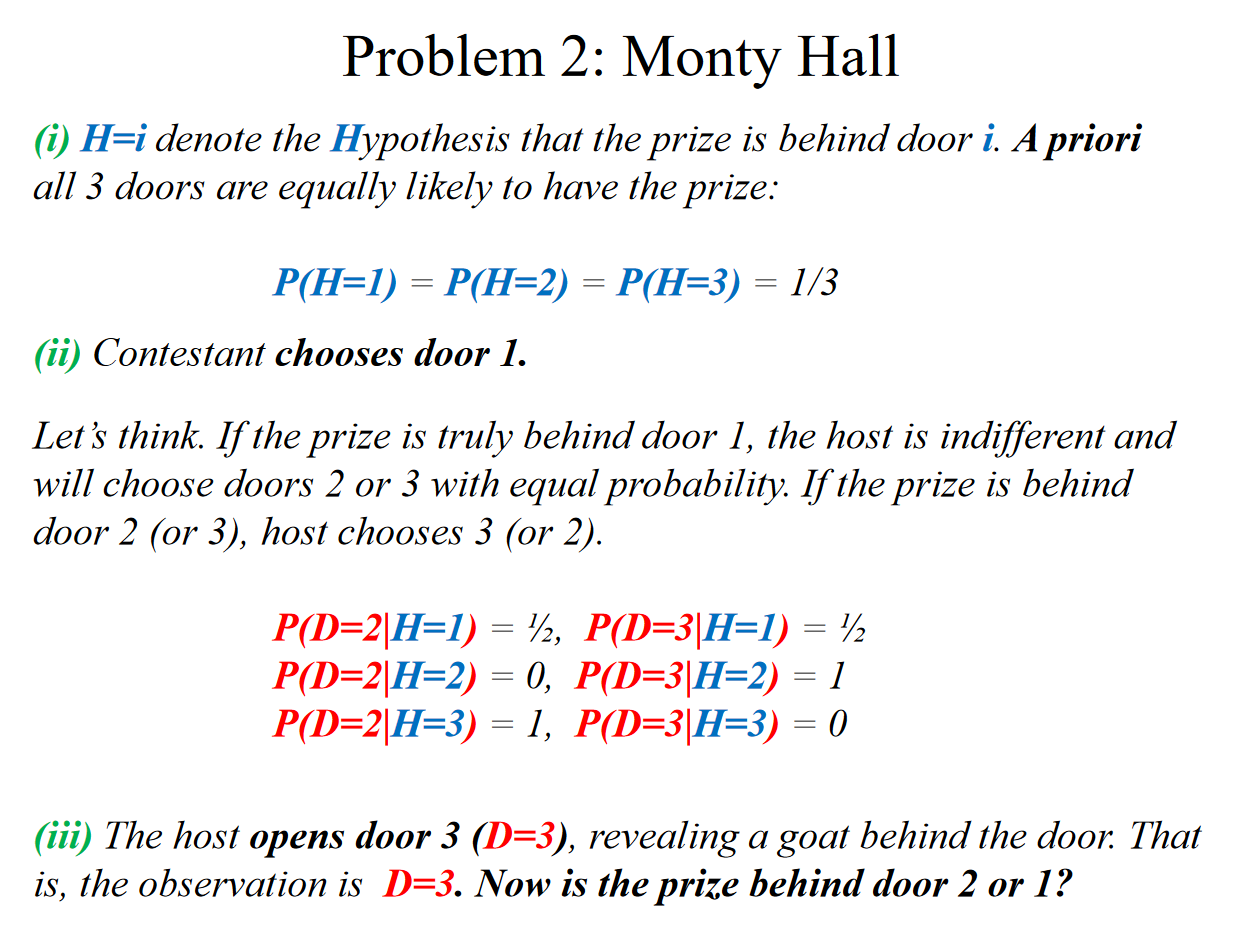 Problem 2: Monty Hall
(i) H=i denote the Hypothesis that the prize is behind door i. A priori
all 3 doors are equally likely to have the prize:
P(H=1) = P(H=2) = P(H=3) = 1/3
(ii) Contestant chooses door 1.
Let’s think. If the prize is truly behind door 1, the host is indifferent and
will choose doors 2 or 3 with equal probability. If the prize is behind
door 2 (or 3), host chooses 3 (or 2).
P(D=2|H=1) = ½, P(D=3|H=1) = ½
P(D=2|H=2) = 0, P(D=3|H=2) = 1
P(D=2|H=3) = 1, P(D=3|H=3) = 0
(iii) The host opens door 3 (D=3), revealing a goat behind the door. That
is, the observation is D=3. Now is the prize behind door 2 or 1?